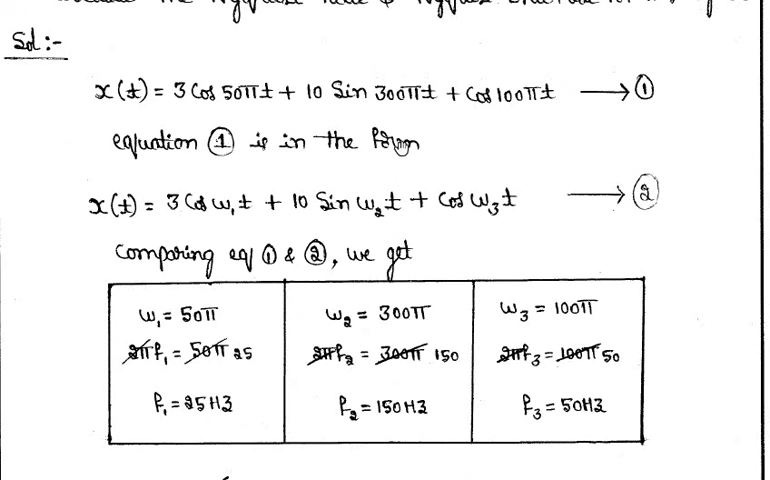 Sol :-
x(t) = 3 Cos 50πt + 10 Sin 300πt + Cos 100πt ⟶ ①
equation ① is in the form
x(t) = 3 Cos ω₁t + 10 Sin ω₂t + Cos ω₃t ⟶ ②
Comparing eq ① & ②, we get
ω₁ = 50π ω₂ = 300π ω₃ = 100π
2πf₁ = 50π 25 2πf₂ = 300π 150 2πf₃ = 100π 50
f₁ = 25Hz f₂ = 150Hz f₃ = 50Hz